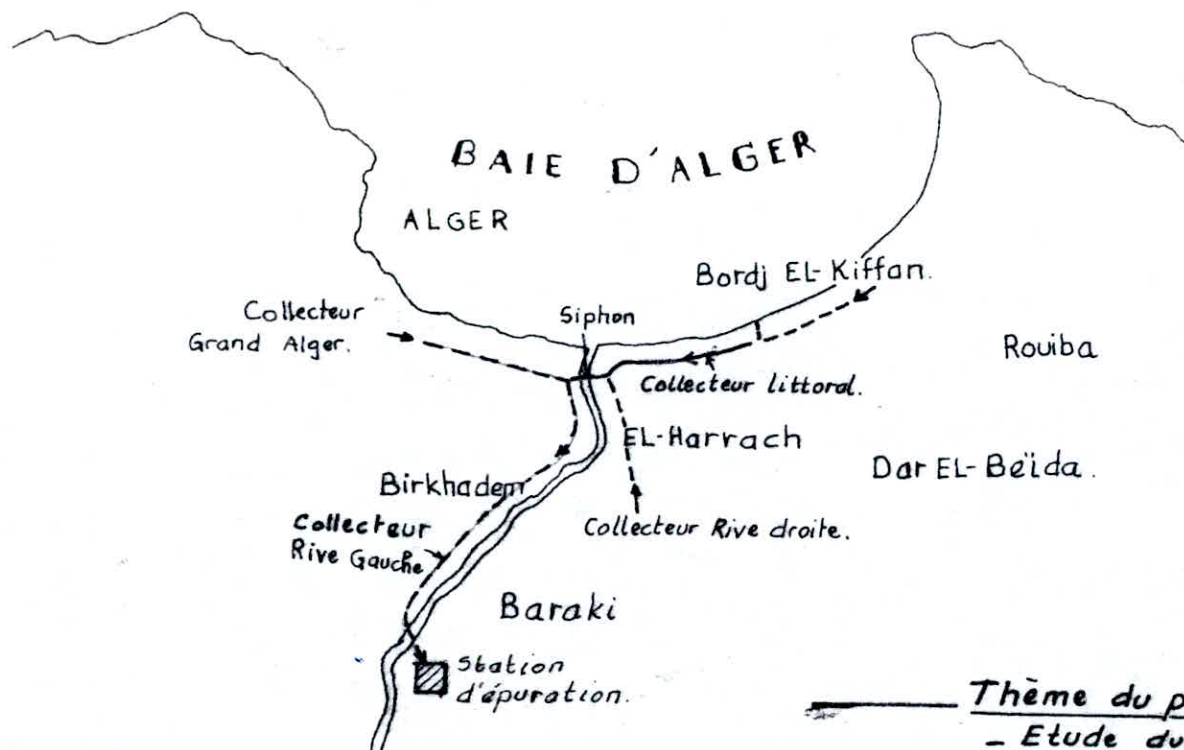 BAIE D'ALGER
ALGER
Bordj EL-Kiffan.
Collecteur
Grand Alger.
Siphon
Rouiba
Collecteur littoral.
EL-Harrach
Dar EL-Beïda.
Birkhadem
Collecteur
Rive Gauche
Collecteur Rive droite.
Baraki
Station
d'épuration.
Thème du p
- Etude du